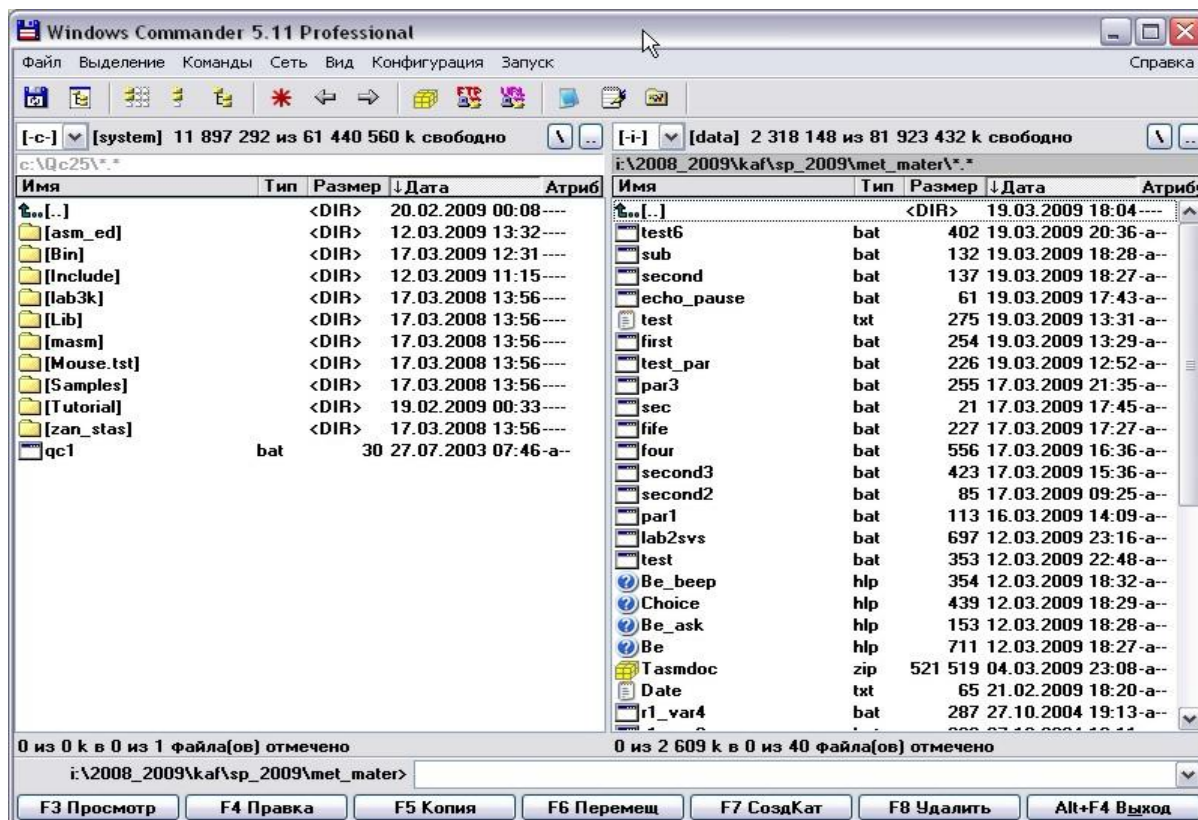 Windows Commander 5.11 Professional
Файл Выделение Команды Сеть Вид Конфигурация Запуск Справка
FTP
[-c-] [system] 11 897 292 из 61 440 560 k свободно \ ..
c:\Qc25\*.*
Имя Тип Размер ↓Дата Атриб
[..] <DIR> 20.02.2009 00:08 ----
[asm_ed] <DIR> 12.03.2009 13:32 ----
[Bin] <DIR> 17.03.2009 12:31 ----
[Include] <DIR> 12.03.2009 11:15 ----
[lab3k] <DIR> 17.03.2008 13:56 ----
[Lib] <DIR> 17.03.2008 13:56 ----
[masm] <DIR> 17.03.2008 13:56 ----
[Mouse.tst] <DIR> 17.03.2008 13:56 ----
[Samples] <DIR> 17.03.2008 13:56 ----
[Tutorial] <DIR> 19.02.2009 00:33 ----
[zan_stas] <DIR> 17.03.2008 13:56 ----
qc1 bat 30 27.07.2003 07:46 -a--
0 из 0 k в 0 из 1 файла(ов) отмечено
[-i-] [data] 2 318 148 из 81 923 432 k свободно \ ..
i:\2008_2009\kaf\sp_2009\met_mater\*.*
Имя Тип Размер ↓Дата Атриб
[..] <DIR> 19.03.2009 18:04 ----
test6 bat 402 19.03.2009 20:36 -a--
sub bat 132 19.03.2009 18:28 -a--
second bat 137 19.03.2009 18:27 -a--
echo_pause bat 61 19.03.2009 17:43 -a--
test txt 275 19.03.2009 13:31 -a--
first bat 254 19.03.2009 13:29 -a--
test_par bat 226 19.03.2009 12:52 -a--
par3 bat 255 17.03.2009 21:35 -a--
sec bat 21 17.03.2009 17:45 -a--
fife bat 227 17.03.2009 17:27 -a--
four bat 556 17.03.2009 16:36 -a--
second3 bat 423 17.03.2009 15:36 -a--
second2 bat 85 17.03.2009 09:25 -a--
par1 bat 113 16.03.2009 14:09 -a--
lab2svs bat 697 12.03.2009 23:16 -a--
test bat 353 12.03.2009 22:48 -a--
Be_beep hlp 354 12.03.2009 18:32 -a--
Choice hlp 439 12.03.2009 18:29 -a--
Be_ask hlp 153 12.03.2009 18:28 -a--
Be hlp 711 12.03.2009 18:27 -a--
Tasmdoc zip 521 519 04.03.2009 23:08 -a--
Date txt 65 21.02.2009 18:20 -a--
r1_var4 bat 287 27.10.2004 19:13 -a--
0 из 2 609 k в 0 из 40 файла(ов) отмечено
i:\2008_2009\kaf\sp_2009\met_mater>
F3 Просмотр F4 Правка F5 Копия F6 Перемещ F7 СоздКат F8 Удалить Alt+F4 Выход